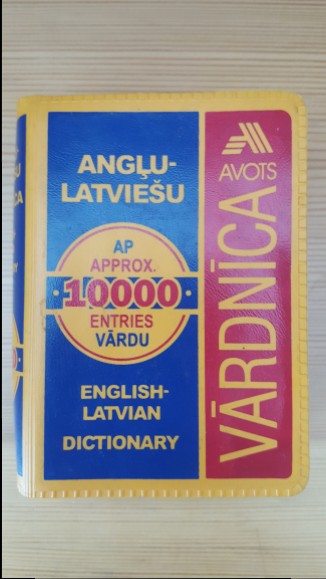 ANGĻU-
LATVIEŠU
AP
APPROX.
10000
ENTRIES
VĀRDU
ENGLISH-
LATVIAN
DICTIONARY
AVOTS
VĀRDNĪCA